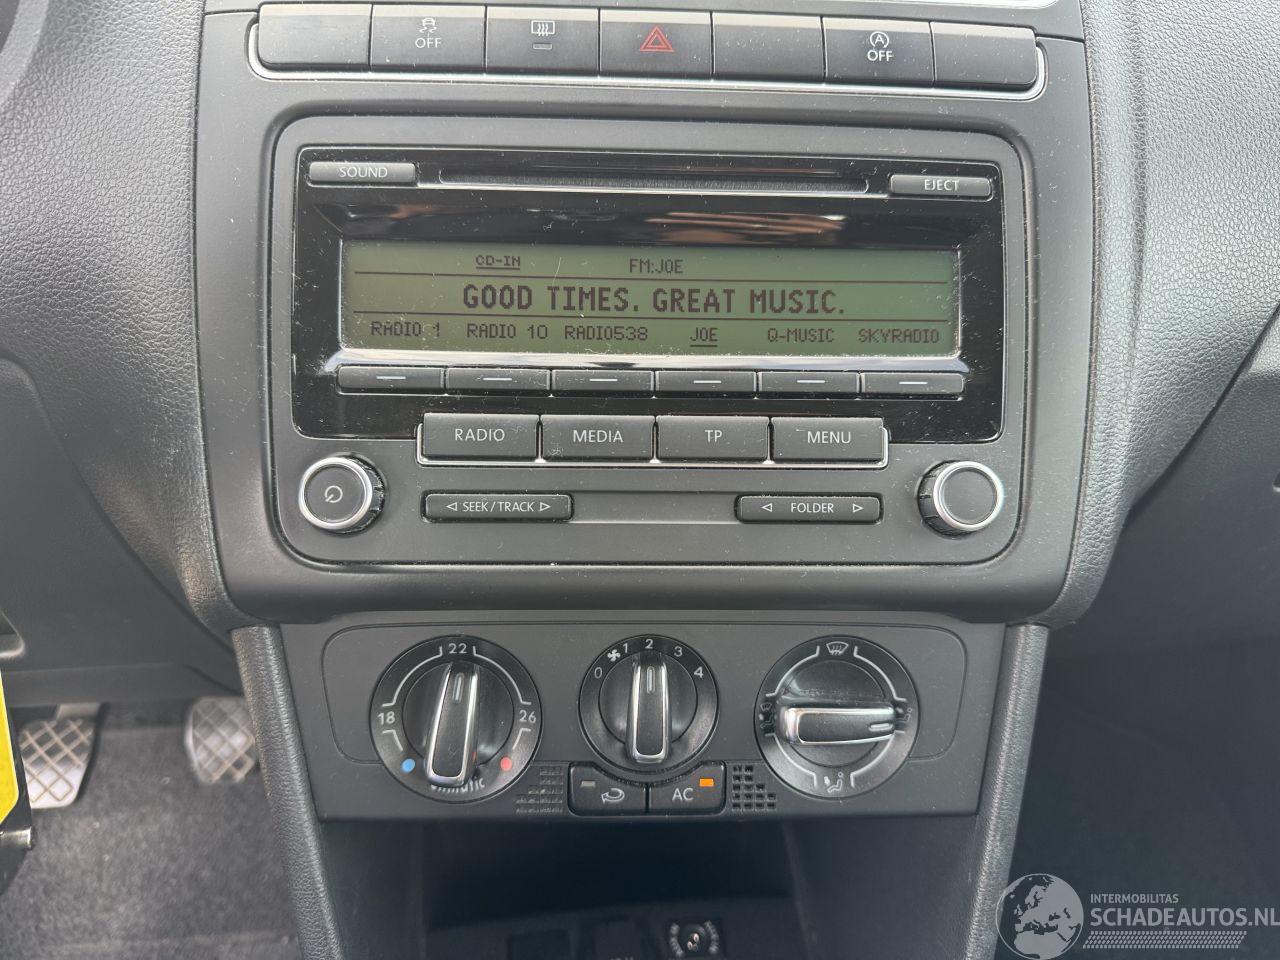 OFF
OFF
SOUND
EJECT
CD-IN FM:JOE
GOOD TIMES. GREAT MUSIC.
RADIO 1 RADIO 10 RADIO538 JOE Q-MUSIC SKYRADIO
RADIO MEDIA TP MENU
SEEK/TRACK FOLDER
22
18 26
0 1 2 3 4
AC
INTERMOBILITAS
SCHADEAUTOS.NL